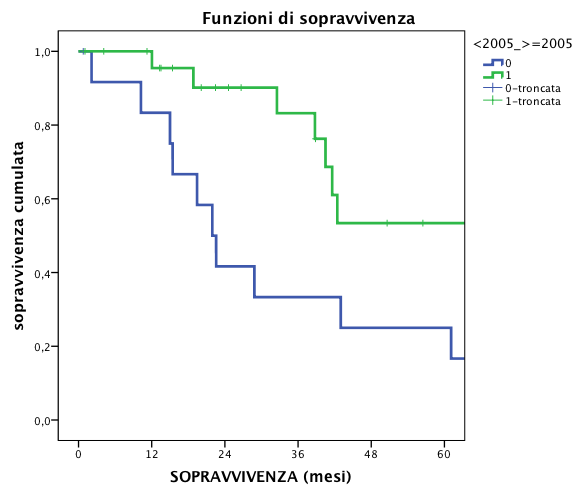 Funzioni di sopravvivenza
<2005_>=2005
0
1
0-troncata
1-troncata
sopravvivenza cumulata
1,0
0,8
0,6
0,4
0,2
0,0
0 12 24 36 48 60
SOPRAVVIVENZA (mesi)